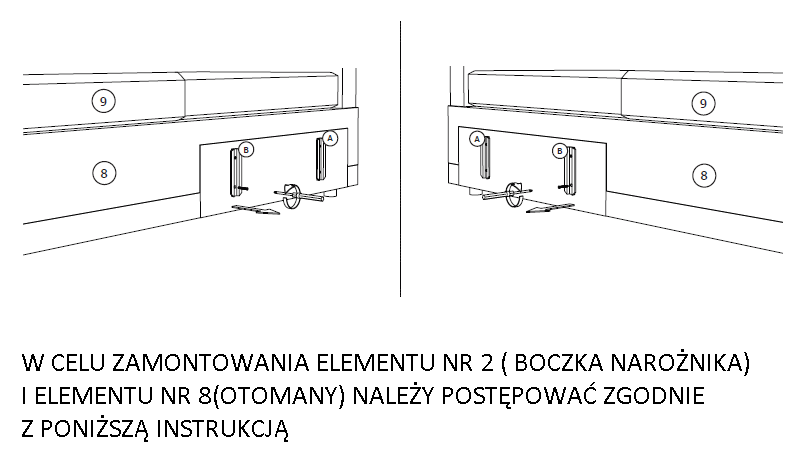 9
B
A
8
A
B
9
8
W CELU ZAMONTOWANIA ELEMENTU NR 2 ( BOCZKA NAROŻNIKA)
I ELEMENTU NR 8(OTOMANY) NALEŻY POSTĘPOWAĆ ZGODNIE
Z PONIŻSZĄ INSTRUKCJĄ